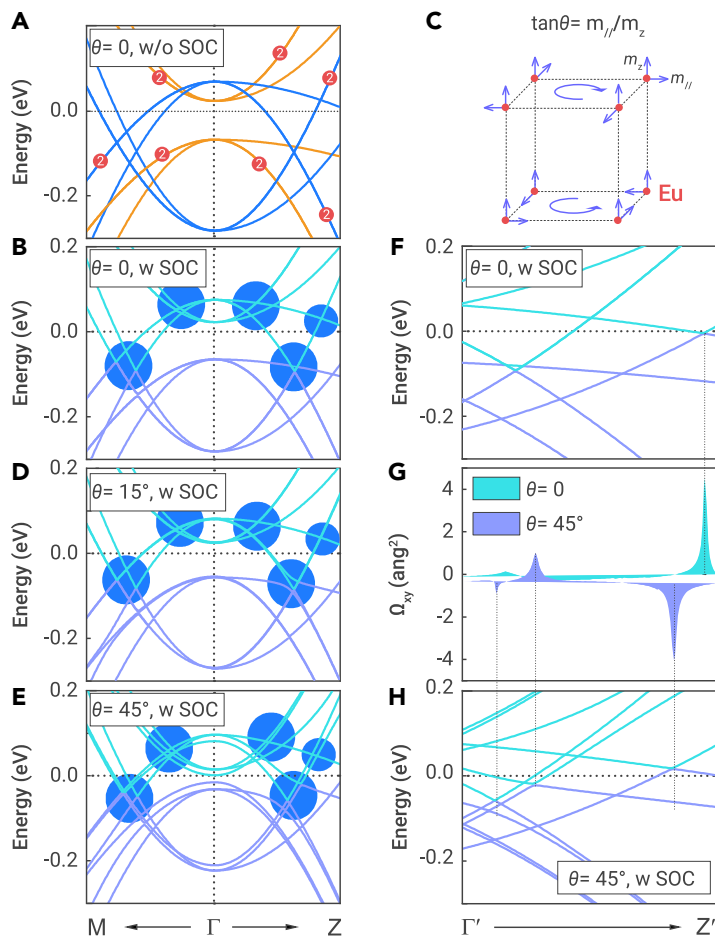 A
θ= 0, w/o SOC
2
2
2
2
2
2
Energy (eV)
0.0
-0.2
C
tanθ= m//​/mz
mz
m//
Eu
B
θ= 0, w SOC
Energy (eV)
0.2
0.0
-0.2
F
θ= 0, w SOC
Energy (eV)
0.2
0.0
-0.2
D
θ= 15°, w SOC
Energy (eV)
0.2
0.0
-0.2
G
θ= 0
θ= 45°
Ωxy (ang²)
4
2
0
-2
-4
E
θ= 45°, w SOC
Energy (eV)
0.2
0.0
-0.2
M
Γ
Z
H
θ= 45°, w SOC
Energy (eV)
0.2
0.0
-0.2
Γ′
Z′